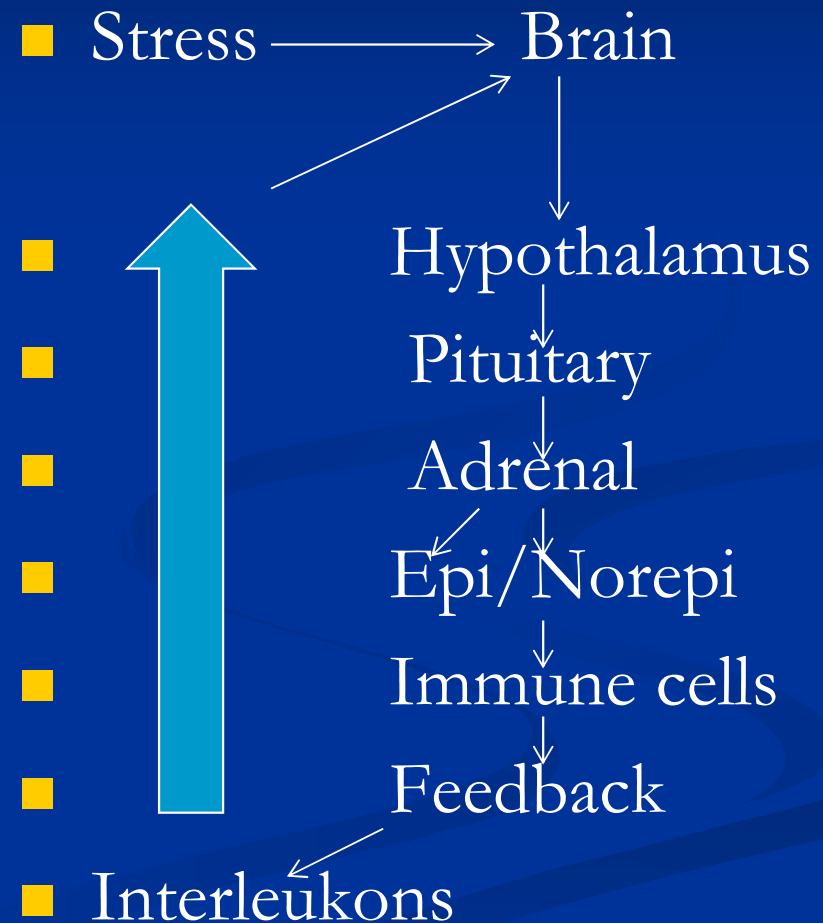 Stress Brain
Hypothalamus
Pituitary
Adrenal
Epi/Norepi
Immune cells
Feedback
Interleukons